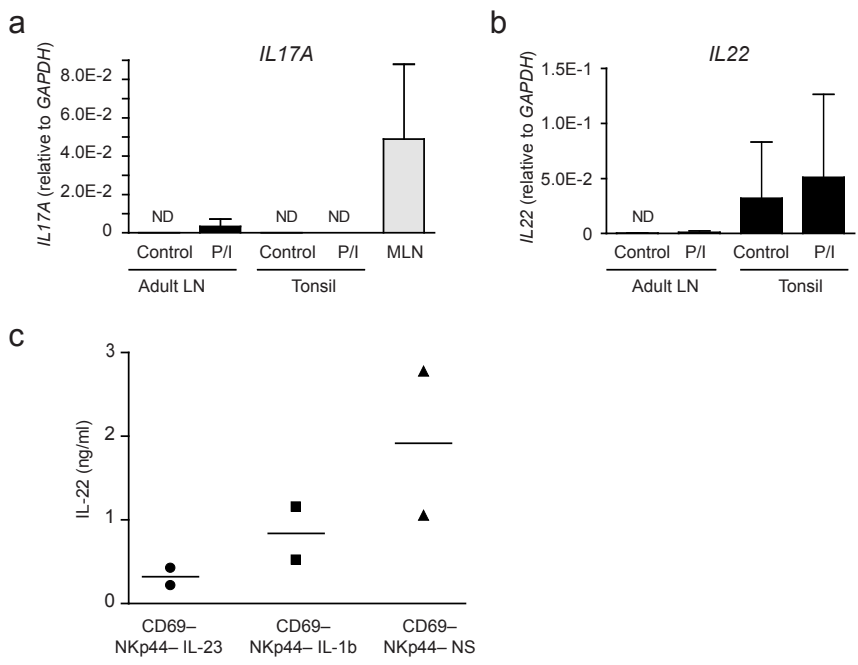 a
IL17A
IL17A (relative to GAPDH)
8.0E-2
6.0E-2
4.0E-2
2.0E-2
0
ND
ND
ND
Control
P/I
Control
P/I
MLN
Adult LN
Tonsil
b
IL22
IL22 (relative to GAPDH)
1.5E-1
1.0E-1
5.0E-2
0
ND
Control
P/I
Control
P/I
Adult LN
Tonsil
c
IL-22 (ng/ml)
3
2
1
0
CD69–
NKp44– IL-23
CD69–
NKp44– IL-1b
CD69–
NKp44– NS